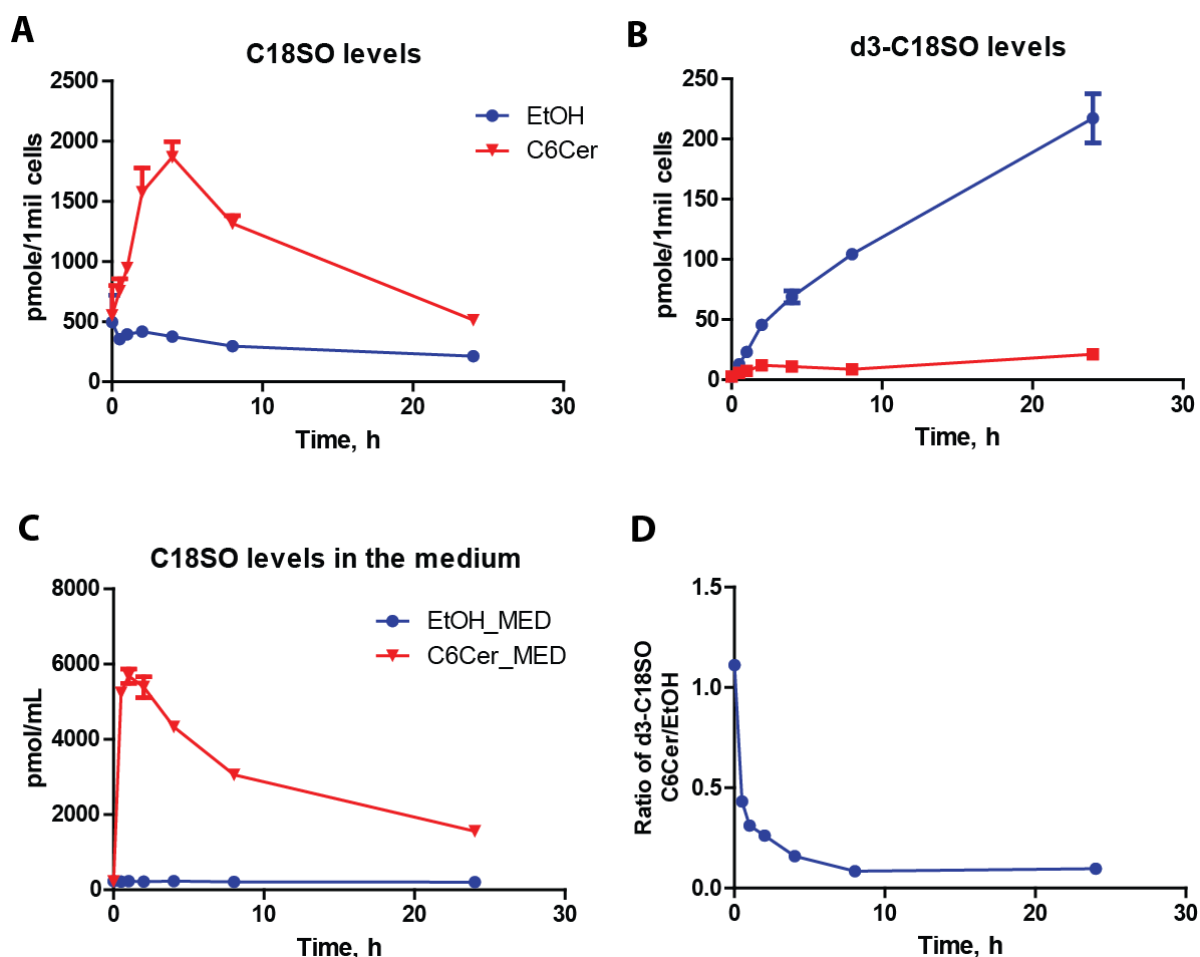 A
C18SO levels
pmole/1mil cells
2500
2000
1500
1000
500
0
0 10 20 30
Time, h
EtOH
C6Cer
B
d3-C18SO levels
pmole/1mil cells
250
200
150
100
50
0
0 10 20 30
Time, h
C
C18SO levels in the medium
pmol/mL
8000
6000
4000
2000
0
0 10 20 30
Time, h
EtOH_MED
C6Cer_MED
D
Ratio of d3-C18SO
C6Cer/EtOH
1.5
1.0
0.5
0.0
0 10 20 30
Time, h